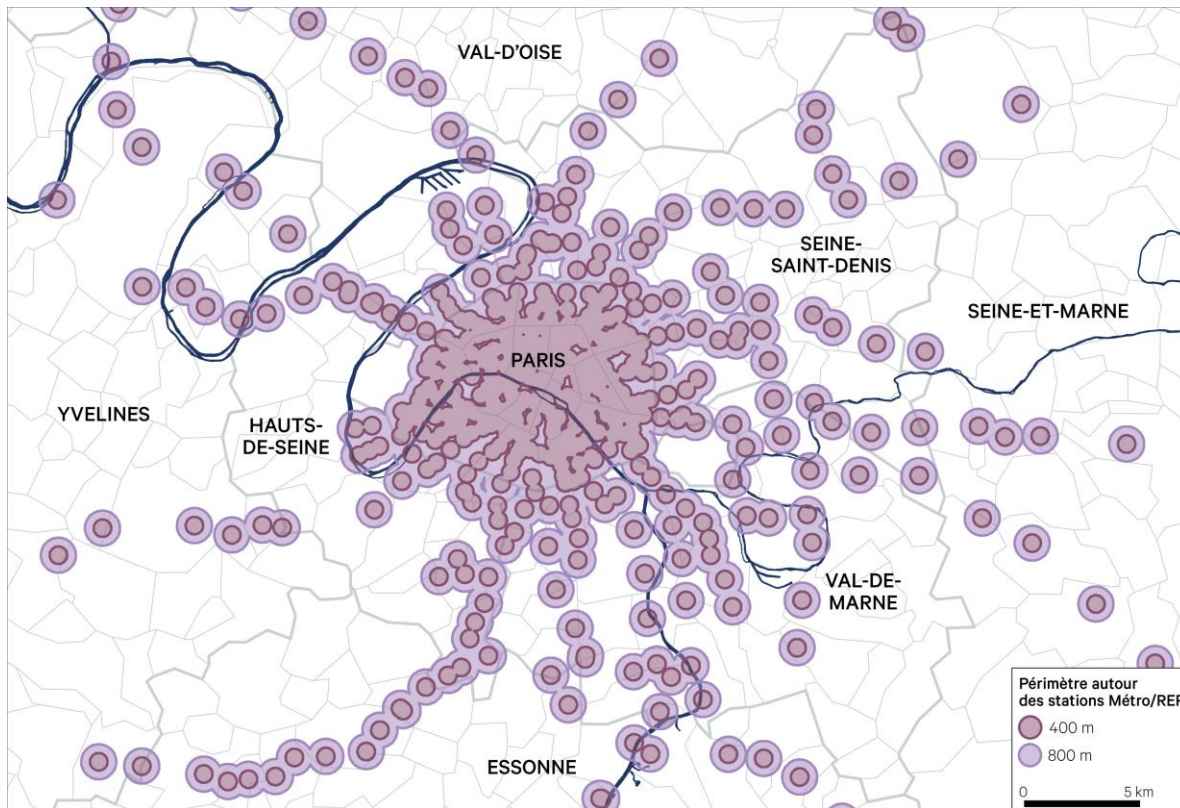 VAL-D'OISE
SEINE-
SAINT-DENIS
SEINE-ET-MARNE
PARIS
YVELINES
HAUTS-
DE-SEINE
VAL-DE-
MARNE
ESSONNE
Périmètre autour
des stations Métro/RER
400 m
800 m
0 5 km